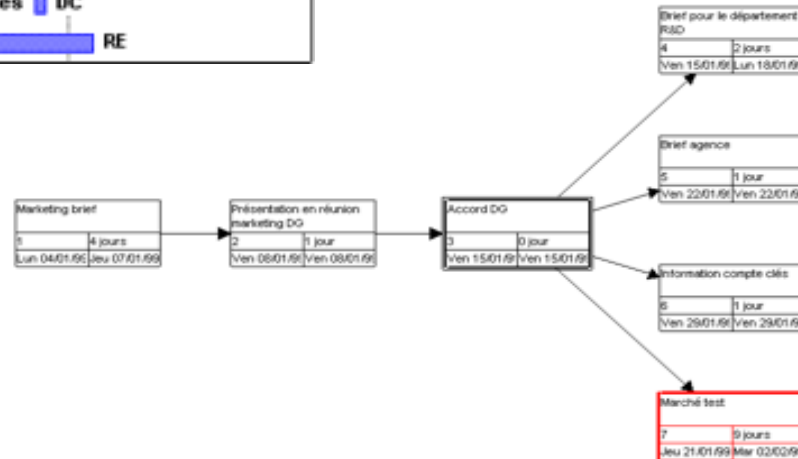 es DC
RE
Brief pour le département
R&D
4 2 jours
Ven 15/01/9 Lun 18/01/9
Brief agence
5 1 jour
Ven 22/01/9 Ven 22/01/9
Marketing brief
1 4 jours
Lun 04/01/99 Jeu 07/01/99
Présentation en réunion
marketing DG
2 1 jour
Ven 08/01/9 Ven 08/01/9
Accord DG
3 0 jour
Ven 15/01/9 Ven 15/01/9
Information compte clés
6 1 jour
Ven 29/01/9 Ven 29/01/9
Marché test
7 9 jours
Jeu 21/01/99 Mar 02/02/9